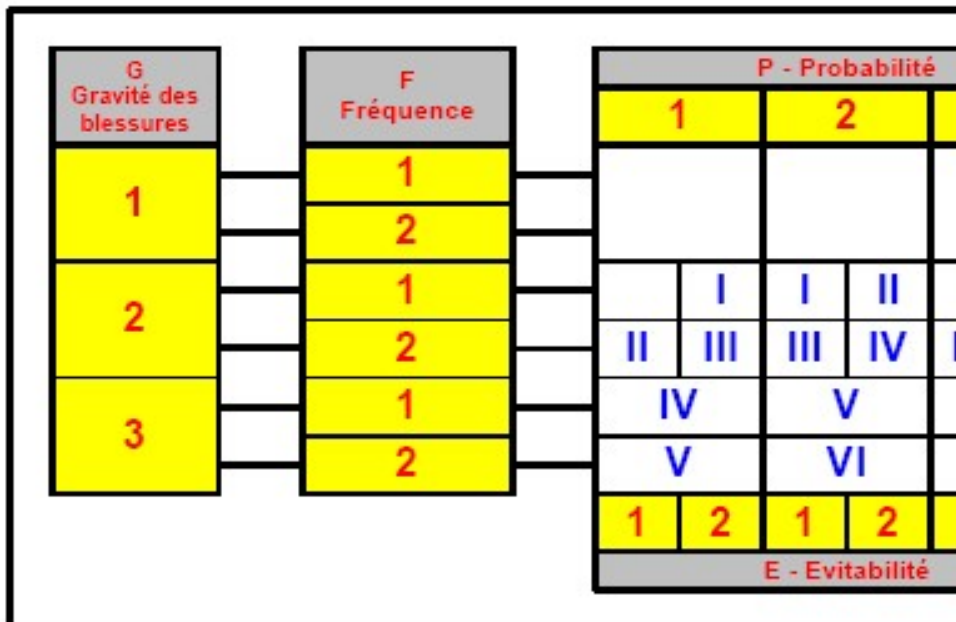 G
Gravité des
blessures
F
Fréquence
P - Probabilité
1 2
1 1
2
2 1 I I II
2 II III III IV
3 1 IV V
2 V VI
1 2 1 2
E - Evitabilité